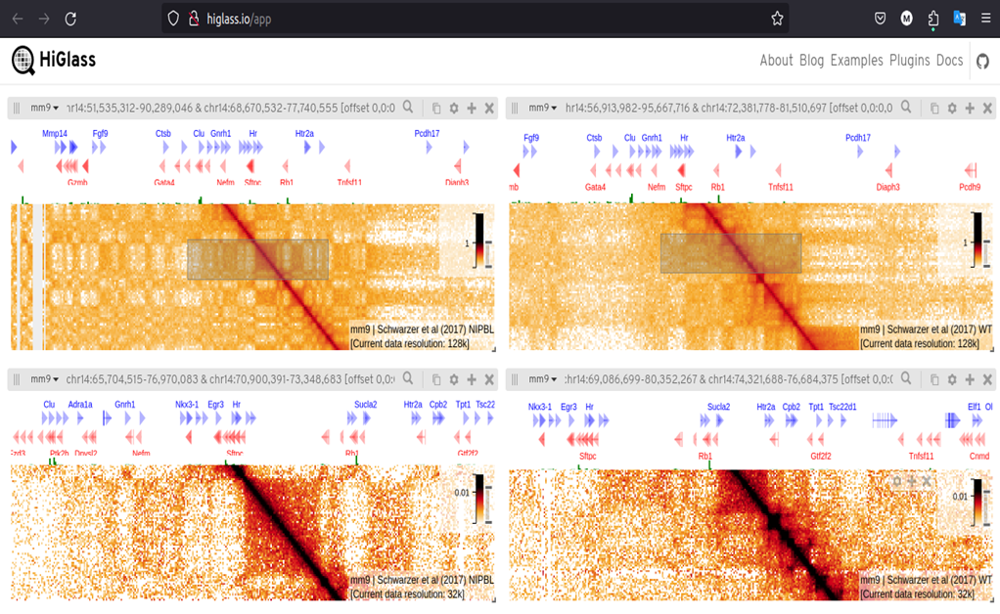 higlass.io/app
HiGlass
About Blog Examples Plugins Docs
mm9 hr14:51,535,312-90,289,046 & chr14:68,670,532-77,740,555 [offset 0,0:0
Mmp14 Fgf9 Ctsb Clu Gnrh1 Hr Htr2a Pcdh17
Gzmb Gata4 Nefm Sftpc Rb1 Tnfsf11 Diaph3
1
mm9 | Schwarzer et al (2017) NIPBL
[Current data resolution: 128k]
mm9 hr14:56,913,982-95,667,716 & chr14:72,381,778-81,510,697 [offset 0,0:0,0
Fgf9 Ctsb Clu Gnrh1 Hr Htr2a Pcdh17
mb Gata4 Nefm Sftpc Rb1 Tnfsf11 Diaph3 Pcdh9
1
mm9 | Schwarzer et al (2017) WT
[Current data resolution: 128k]
mm9 chr14:65,704,515-76,970,083 & chr14:70,900,391-73,348,683 [offset 0,0:
Clu Adra1a Gnrh1 Nkx3-1 Egr3 Hr Sucla2 Htr2a Cpb2 Tpt1 Tsc22
Fzd3 Ptk2b Dpysl2 Nefm Sftpc Rb1 Gtf2f2
0.01
mm9 | Schwarzer et al (2017) NIPBL
[Current data resolution: 32k]
mm9 :hr14:69,086,699-80,352,267 & chr14:74,321,688-76,684,375 [offset 0,0:
Nkx3-1 Egr3 Hr Sucla2 Htr2a Cpb2 Tpt1 Tsc22d1 Elf1 Ol
Sftpc Rb1 Gtf2f2 Tnfsf11 Cnmd
0.01
mm9 | Schwarzer et al (2017) WT
[Current data resolution: 32k]